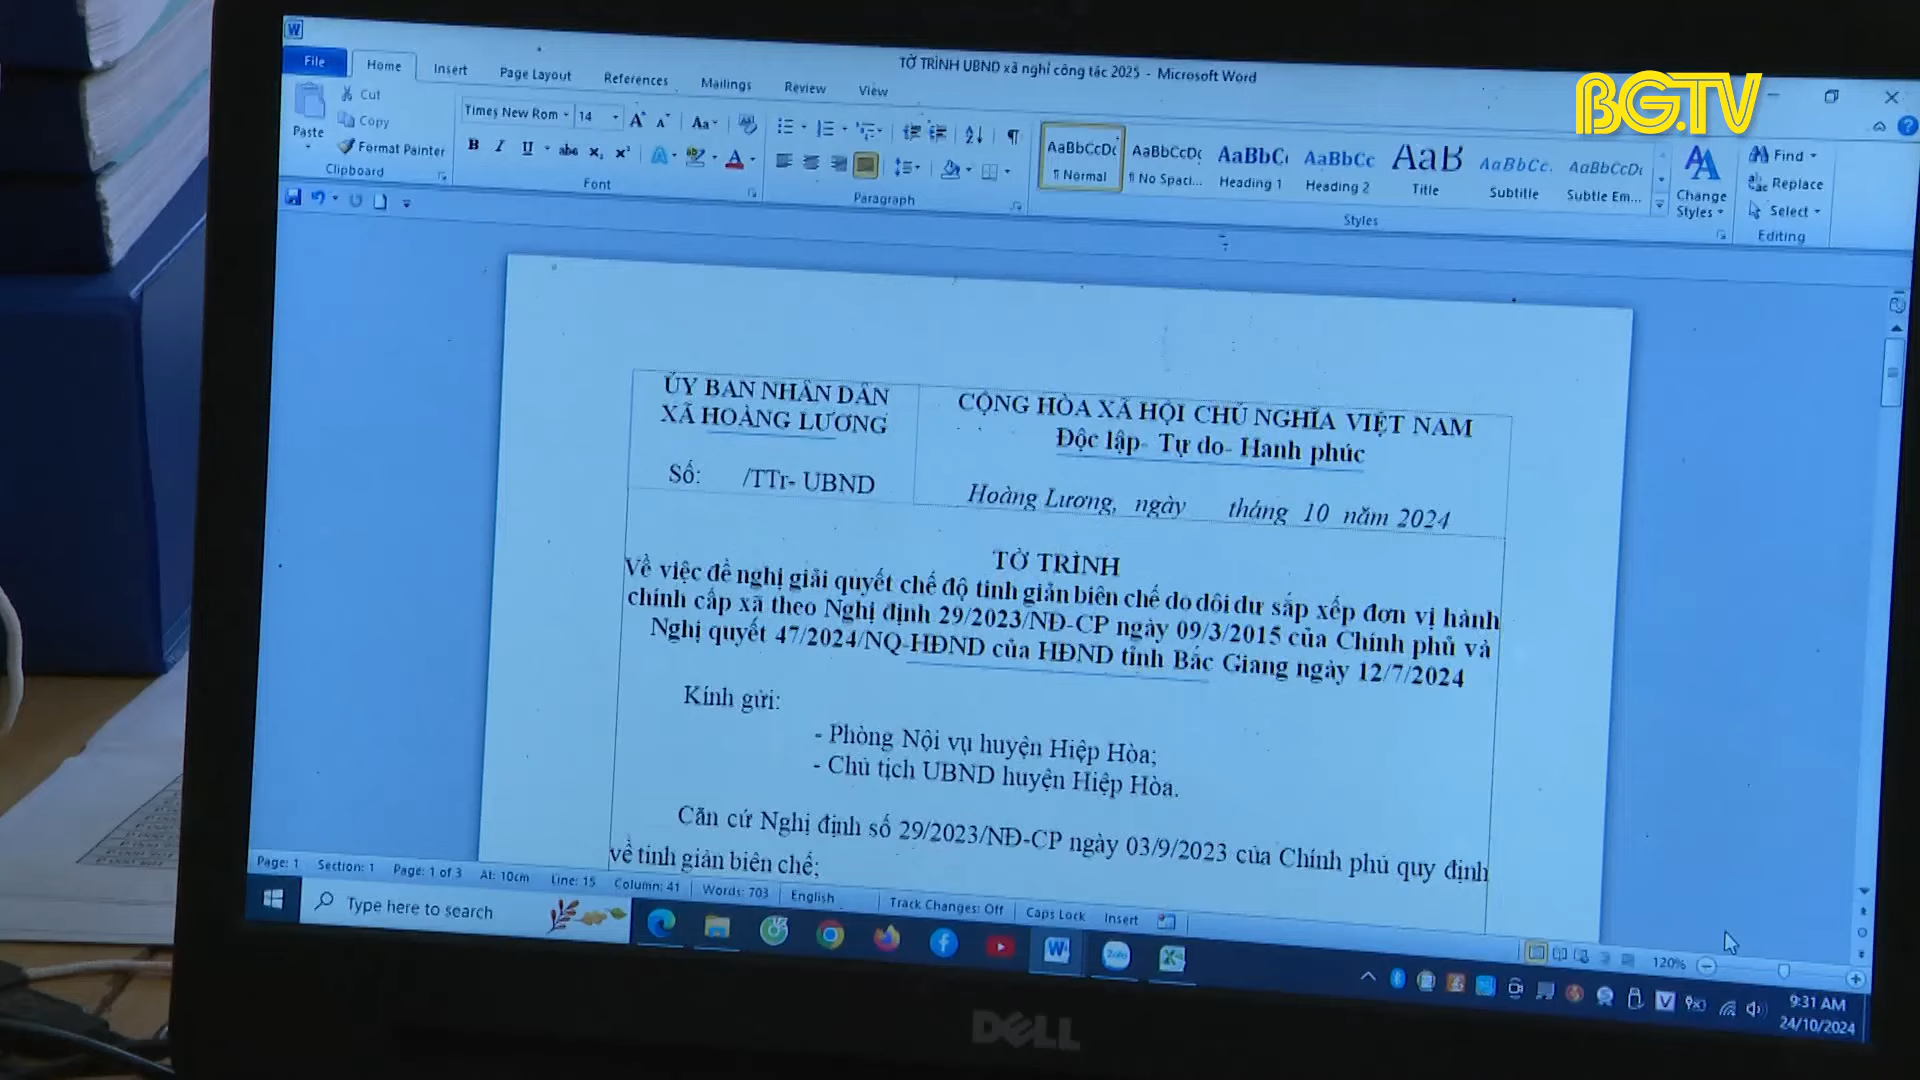 TỜ TRÌNH UBND xã nghỉ công tác 2025 - Microsoft Word
BGTV
File Home Insert Page Layout References Mailings Review View
Paste
Cut
Copy
Format Painter
Clipboard
Times New Rom 14
Font
Paragraph
AaBbCcDc AaBbCcDc AaBbC AaBbCc AaB AaBbCc. AaBbCcDc
¶ Normal ¶ No Spaci... Heading 1 Heading 2 Title Subtitle Subtle Em...
Styles
Change Styles
Find
Replace
Select
Editing
ỦY BAN NHÂN DÂN
XÃ HOÀNG LƯƠNG
Số: /TTr- UBND
CỘNG HÒA XÃ HỘI CHỦ NGHĨA VIỆT NAM
Độc lập- Tự do- Hanh phúc
Hoàng Lương, ngày tháng 10 năm 2024
TỜ TRÌNH
Về việc đề nghị giải quyết chế độ tinh giản biên chế do dôi dư sắp xếp đơn vị hành
chính cấp xã theo Nghị định 29/2023/NĐ-CP ngày 09/3/2015 của Chính phủ và
Nghị quyết 47/2024/NQ-HĐND của HĐND tỉnh Bắc Giang ngày 12/7/2024
Kính gửi:
- Phòng Nội vụ huyện Hiệp Hòa;
- Chủ tịch UBND huyện Hiệp Hòa.
Căn cứ Nghị định số 29/2023/NĐ-CP ngày 03/9/2023 của Chính phủ quy định
về tinh giản biên chế;
Page: 1 Section: 1 Page: 1 of 3 At: 10cm Line: 15 Column: 41 Words: 703 English Track Changes: Off Caps Lock Insert
120%
Type here to search
Zalo
9:31 AM
24/10/2024
DELL